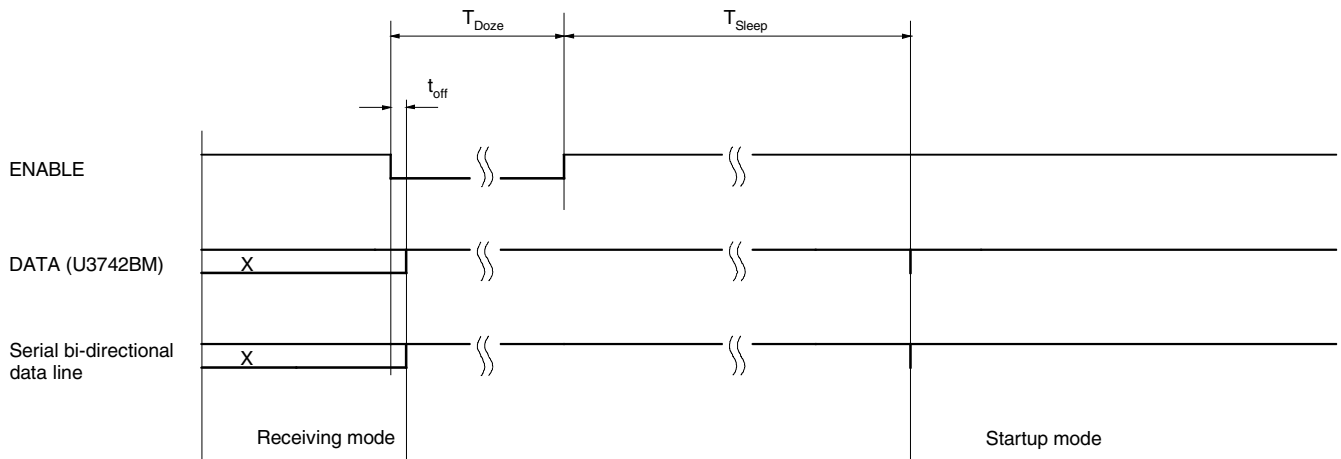 T_Doze T_Sleep
t_off
ENABLE
DATA (U3742BM) X
Serial bi-directional
data line X
Receiving mode Startup mode